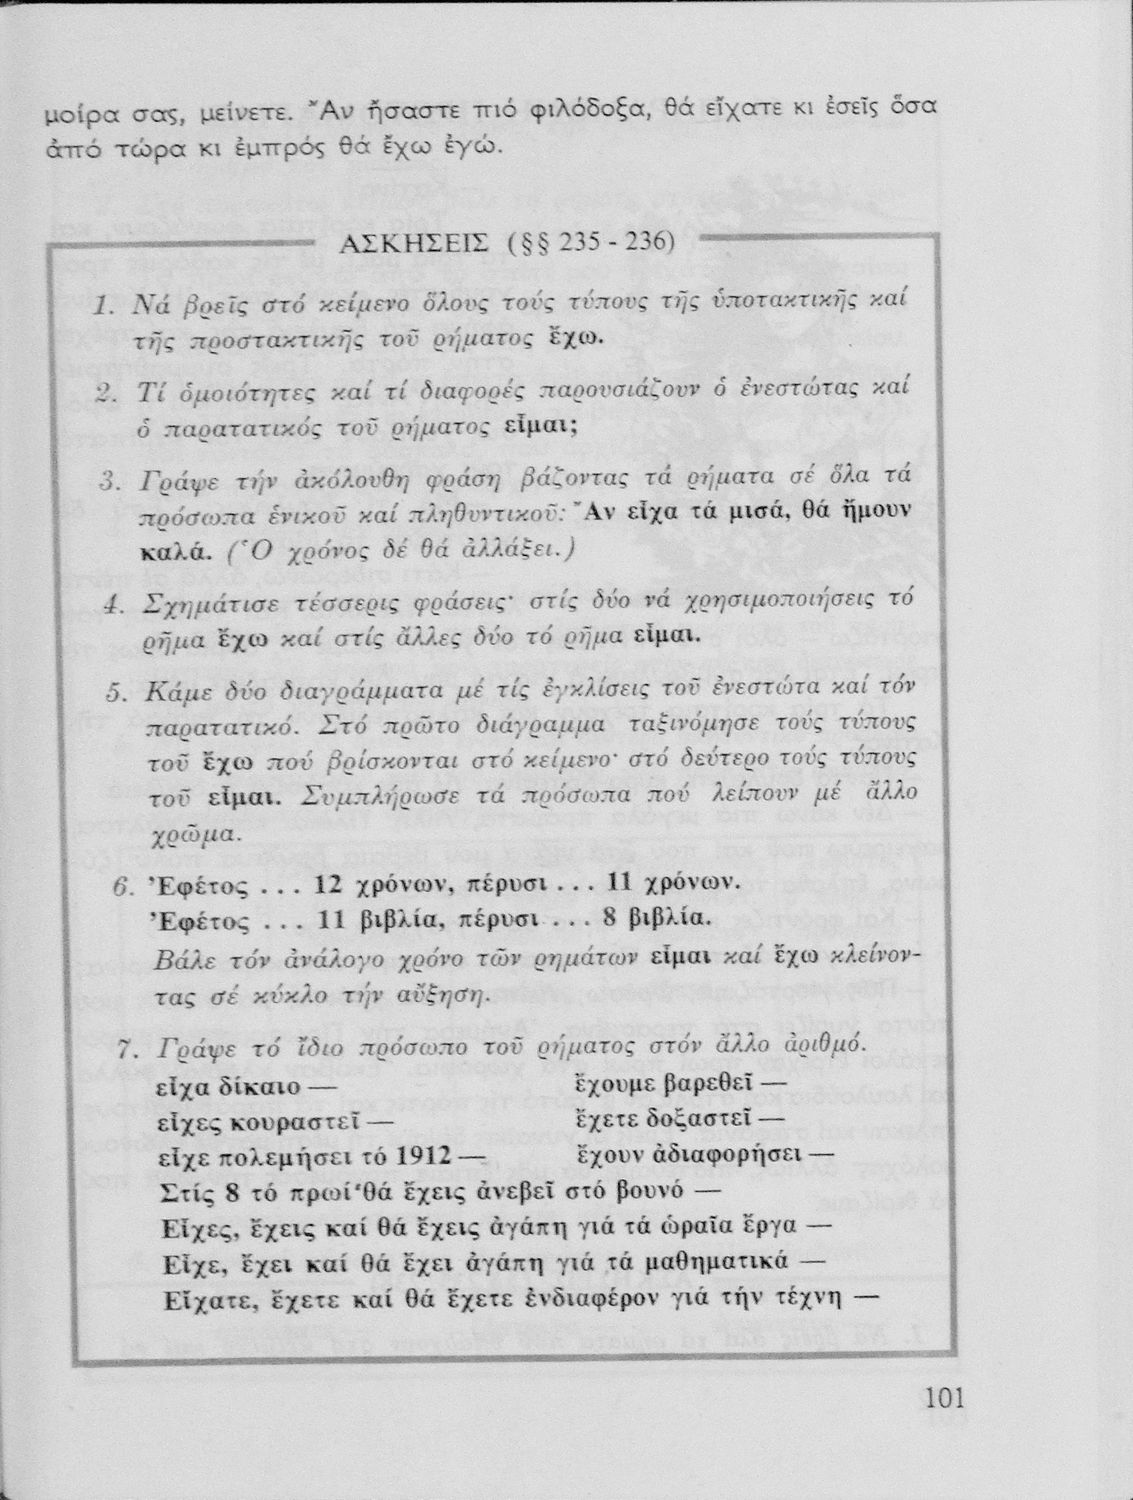 μοίρα σας, μείνετε. Ἄν ἤσαστε πιό φιλόδοξα, θά εἴχατε κι ἐσεῖς ὅσα
ἀπό τώρα κι ἐμπρός θά ἔχω ἐγώ.
ΑΣΚΗΣΕΙΣ (§§ 235 - 236)
1. Νά βρεῖς στό κείμενο ὅλους τούς τύπους τῆς ὑποτακτικῆς καί
τῆς προστακτικῆς τοῦ ρήματος ἔχω.
2. Τί ὁμοιότητες καί τί διαφορές παρουσιάζουν ὁ ἐνεστώτας καί
ὁ παρατατικός τοῦ ρήματος εἶμαι;
3. Γράψε τήν ἀκόλουθη φράση βάζοντας τά ρήματα σέ ὅλα τά
πρόσωπα ἑνικοῦ καί πληθυντικοῦ: Ἄν εἶχα τά μισά, θά ἤμουν
καλά. (Ὁ χρόνος δέ θά ἀλλάξει.)
4. Σχημάτισε τέσσερις φράσεις· στίς δύο νά χρησιμοποιήσεις τό
ρῆμα ἔχω καί στίς ἄλλες δύο τό ρῆμα εἶμαι.
5. Κάμε δύο διαγράμματα μέ τίς ἐγκλίσεις τοῦ ἐνεστώτα καί τόν
παρατατικό. Στό πρῶτο διάγραμμα ταξινόμησε τούς τύπους
τοῦ ἔχω πού βρίσκονται στό κείμενο· στό δεύτερο τούς τύπους
τοῦ εἶμαι. Συμπλήρωσε τά πρόσωπα πού λείπουν μέ ἄλλο
χρῶμα.
6. Ἐφέτος ... 12 χρόνων, πέρυσι ... 11 χρόνων.
Ἐφέτος ... 11 βιβλία, πέρυσι ... 8 βιβλία.
Βάλε τόν ἀνάλογο χρόνο τῶν ρημάτων εἶμαι καί ἔχω κλείνον-
τας σέ κύκλο τήν αὔξηση.
7. Γράψε τό ἴδιο πρόσωπο τοῦ ρήματος στόν ἄλλο ἀριθμό.
εἶχα δίκαιο — ἔχουμε βαρεθεῖ —
εἶχες κουραστεῖ — ἔχετε δοξαστεῖ —
εἶχε πολεμήσει τό 1912 — ἔχουν ἀδιαφορήσει —
Στίς 8 τό πρωί θά ἔχεις ἀνεβεῖ στό βουνό —
Εἶχες, ἔχεις καί θά ἔχεις ἀγάπη γιά τά ὡραῖα ἔργα —
Εἶχε, ἔχει καί θά ἔχει ἀγάπη γιά τά μαθηματικά —
Εἴχατε, ἔχετε καί θά ἔχετε ἐνδιαφέρον γιά τήν τέχνη —
101